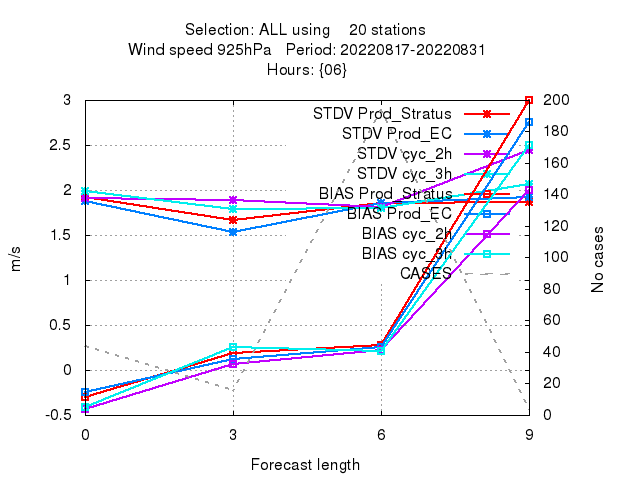 Selection: ALL using 20 stations
Wind speed 925hPa Period: 20220817-20220831
Hours: {06}
3
2.5
2
1.5
1
0.5
0
-0.5
m/s
200
180
160
140
120
100
80
60
40
20
0
No cases
STDV Prod_Stratus
STDV Prod_EC
STDV cyc_2h
STDV cyc_3h
BIAS Prod_Stratus
BIAS Prod_EC
BIAS cyc_2h
BIAS cyc_3h
CASES
0 3 6 9
Forecast length